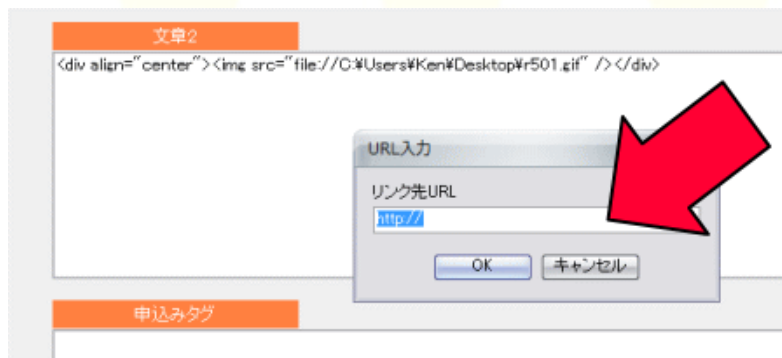 文章2
<div align="center"><img src="file://C:¥Users¥Ken¥Desktop¥r501.gif" /></div>
URL入力
リンク先URL
http://
OK キャンセル
申込みタグ